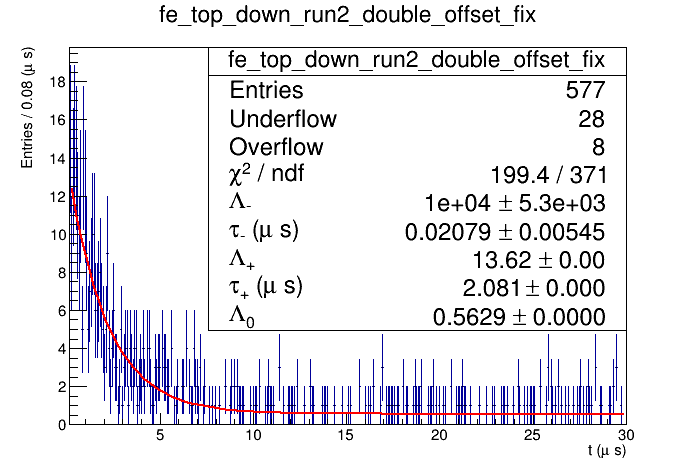 fe_top_down_run2_double_offset_fix
Entries / 0.08 (μ s)
fe_top_down_run2_double_offset_fix
Entries 577
Underflow 28
Overflow 8
χ² / ndf 199.4 / 371
Λ₋ 1e+04 ± 5.3e+03
τ₋ (μ s) 0.02079 ± 0.00545
Λ₊ 13.62 ± 0.00
τ₊ (μ s) 2.081 ± 0.000
Λ₀ 0.5629 ± 0.0000
18
16
14
12
10
8
6
4
2
0
5 10 15 20 25 30
t (μ s)